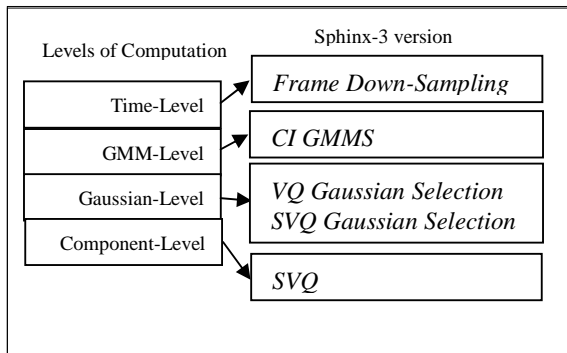 Levels of Computation
Sphinx-3 version
Time-Level
Frame Down-Sampling
GMM-Level
CI GMMS
Gaussian-Level
VQ Gaussian Selection
SVQ Gaussian Selection
Component-Level
SVQ